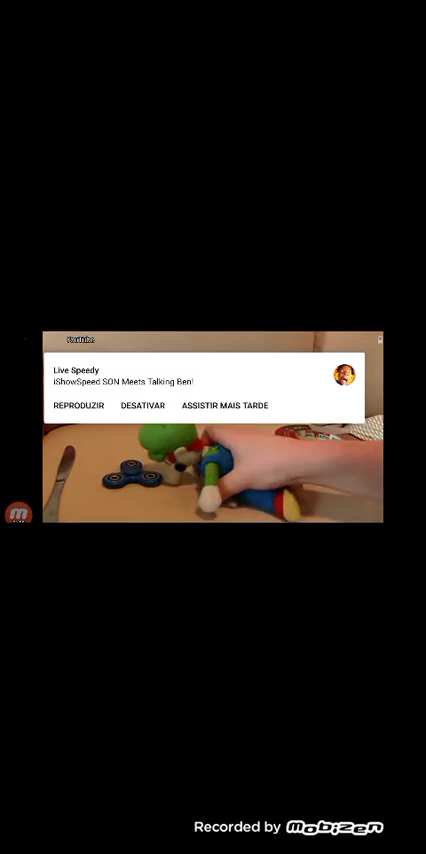 YouTube
Live Speedy
iShowSpeed SON Meets Talking Ben!
REPRODUZIR DESATIVAR ASSISTIR MAIS TARDE
Recorded by mobizen